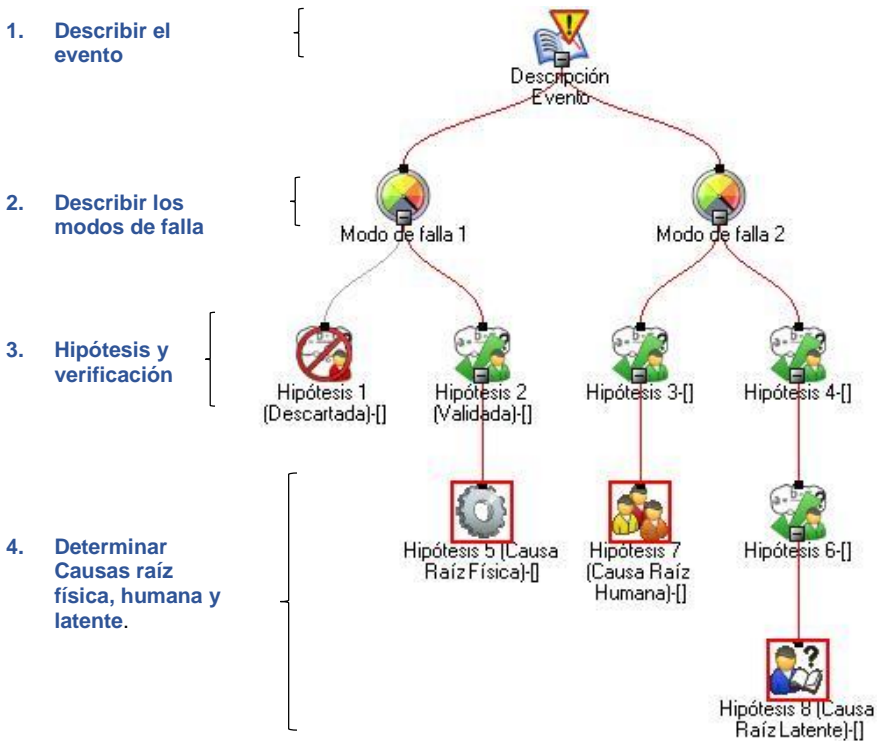 1. Describir el
evento
Descripción
Evento
2. Describir los
modos de falla
Modo de falla 1
Modo de falla 2
3. Hipótesis y
verificación
Hipótesis 1
(Descartada)-[]
Hipótesis 2
(Validada)-[]
Hipótesis 3-[]
Hipótesis 4-[]
4. Determinar
Causas raíz
física, humana y
latente.
Hipótesis 5 (Causa
Raíz Física)-[]
Hipótesis 7
(Causa Raíz
Humana)-[]
Hipótesis 6-[]
Hipótesis 8 (Causa
Raíz Latente)-[]